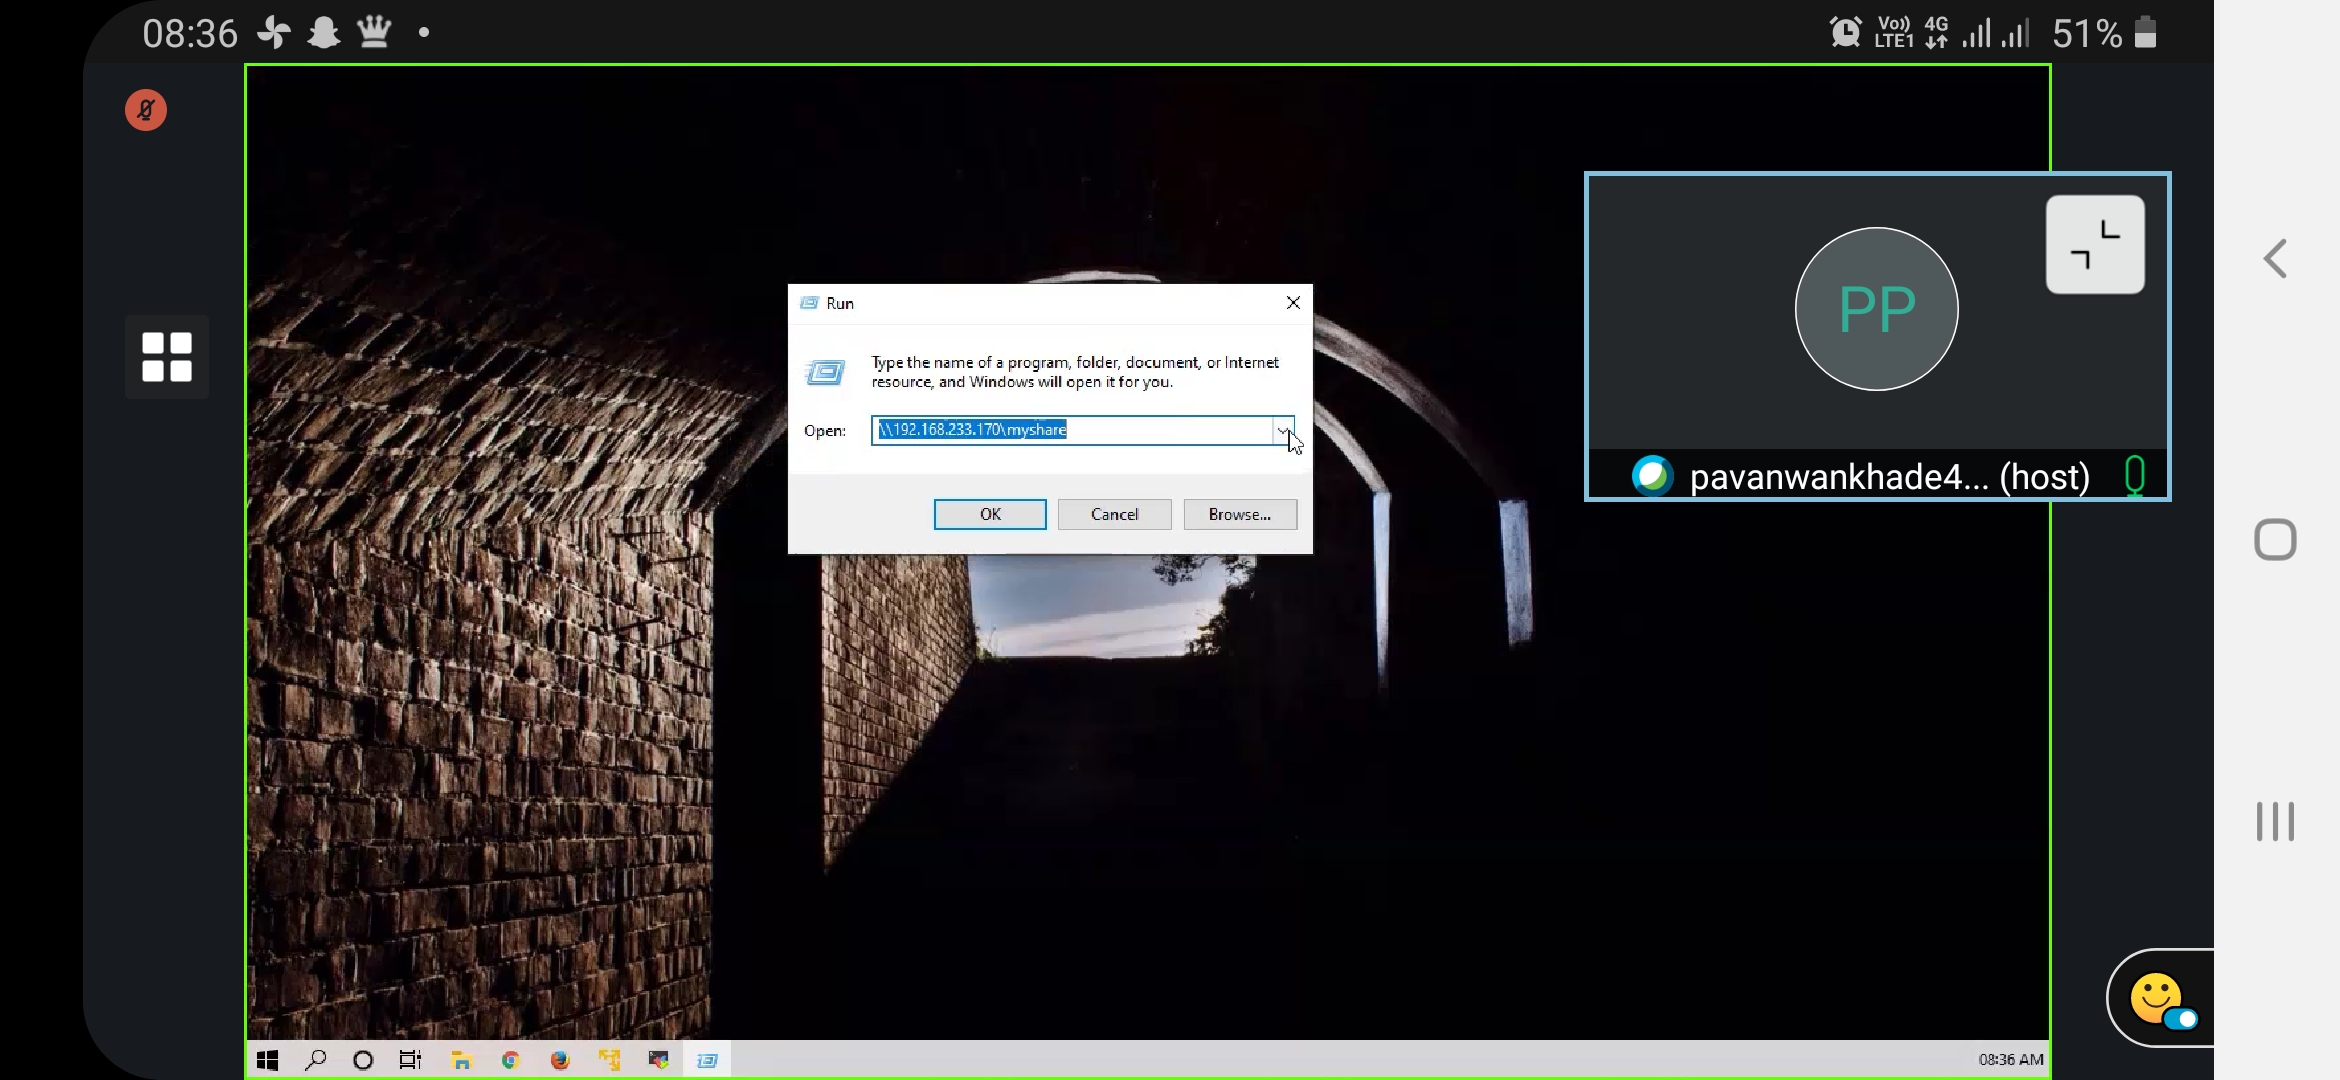 08:36
Vo)) LTE1 4G 51%
Run
Type the name of a program, folder, document, or Internet
resource, and Windows will open it for you.
Open: \\192.168.233.170\myshare
OK Cancel Browse...
PP
pavanwankhade4... (host)
08:36 AM